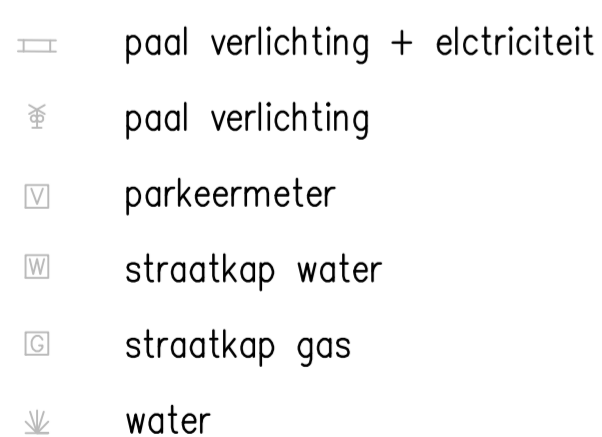 paal verlichting + elctriciteit
paal verlichting
V parkeermeter
W straatkap water
G straatkap gas
water